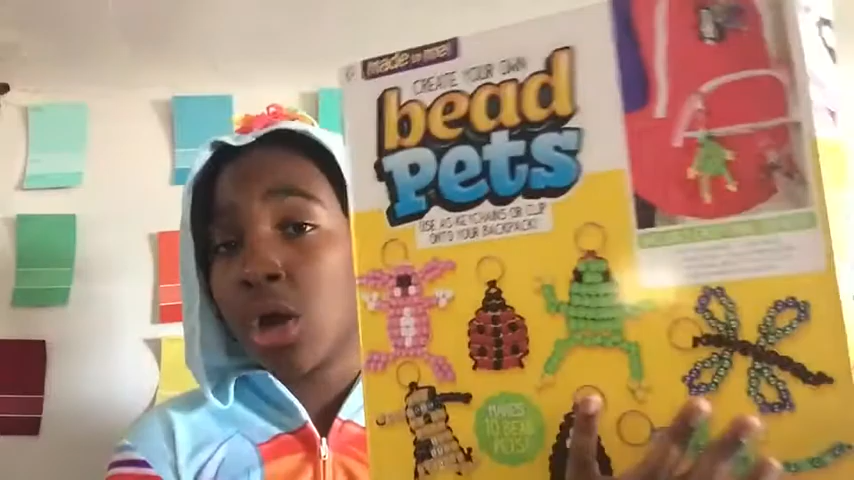 made by me!
CREATE YOUR OWN
bead
Pets
USE AS KEYCHAINS OR CLIP
ONTO YOUR BACKPACK!
MAKES
10 BEAD
PETS!